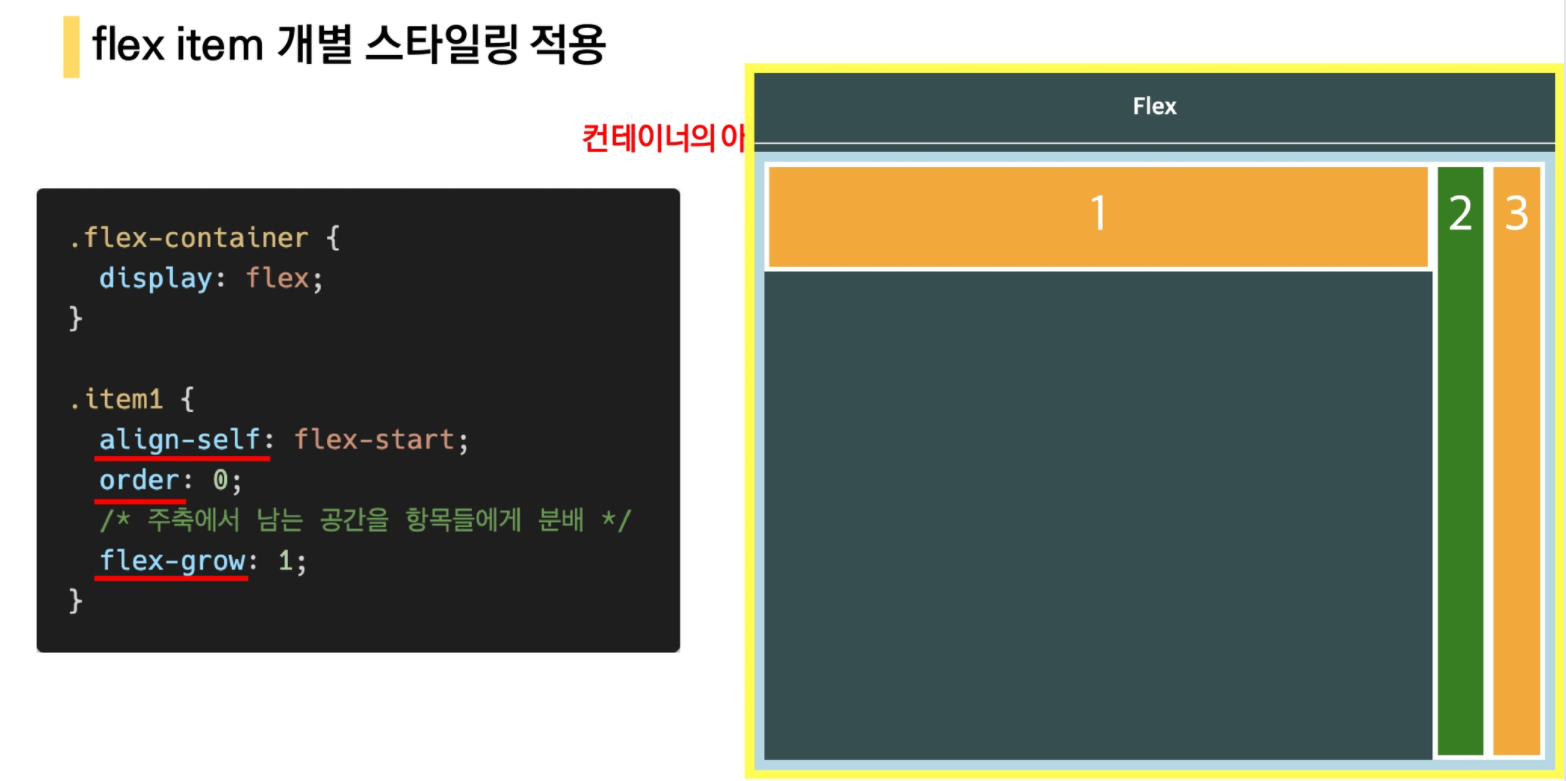 flex item 개별 스타일링 적용
컨테이너의 아
Flex
1
2
3
.flex-container {
display: flex;
}
.item1 {
align-self: flex-start;
order: 0;
/* 주축에서 남는 공간을 항목들에게 분배 */
flex-grow: 1;
}